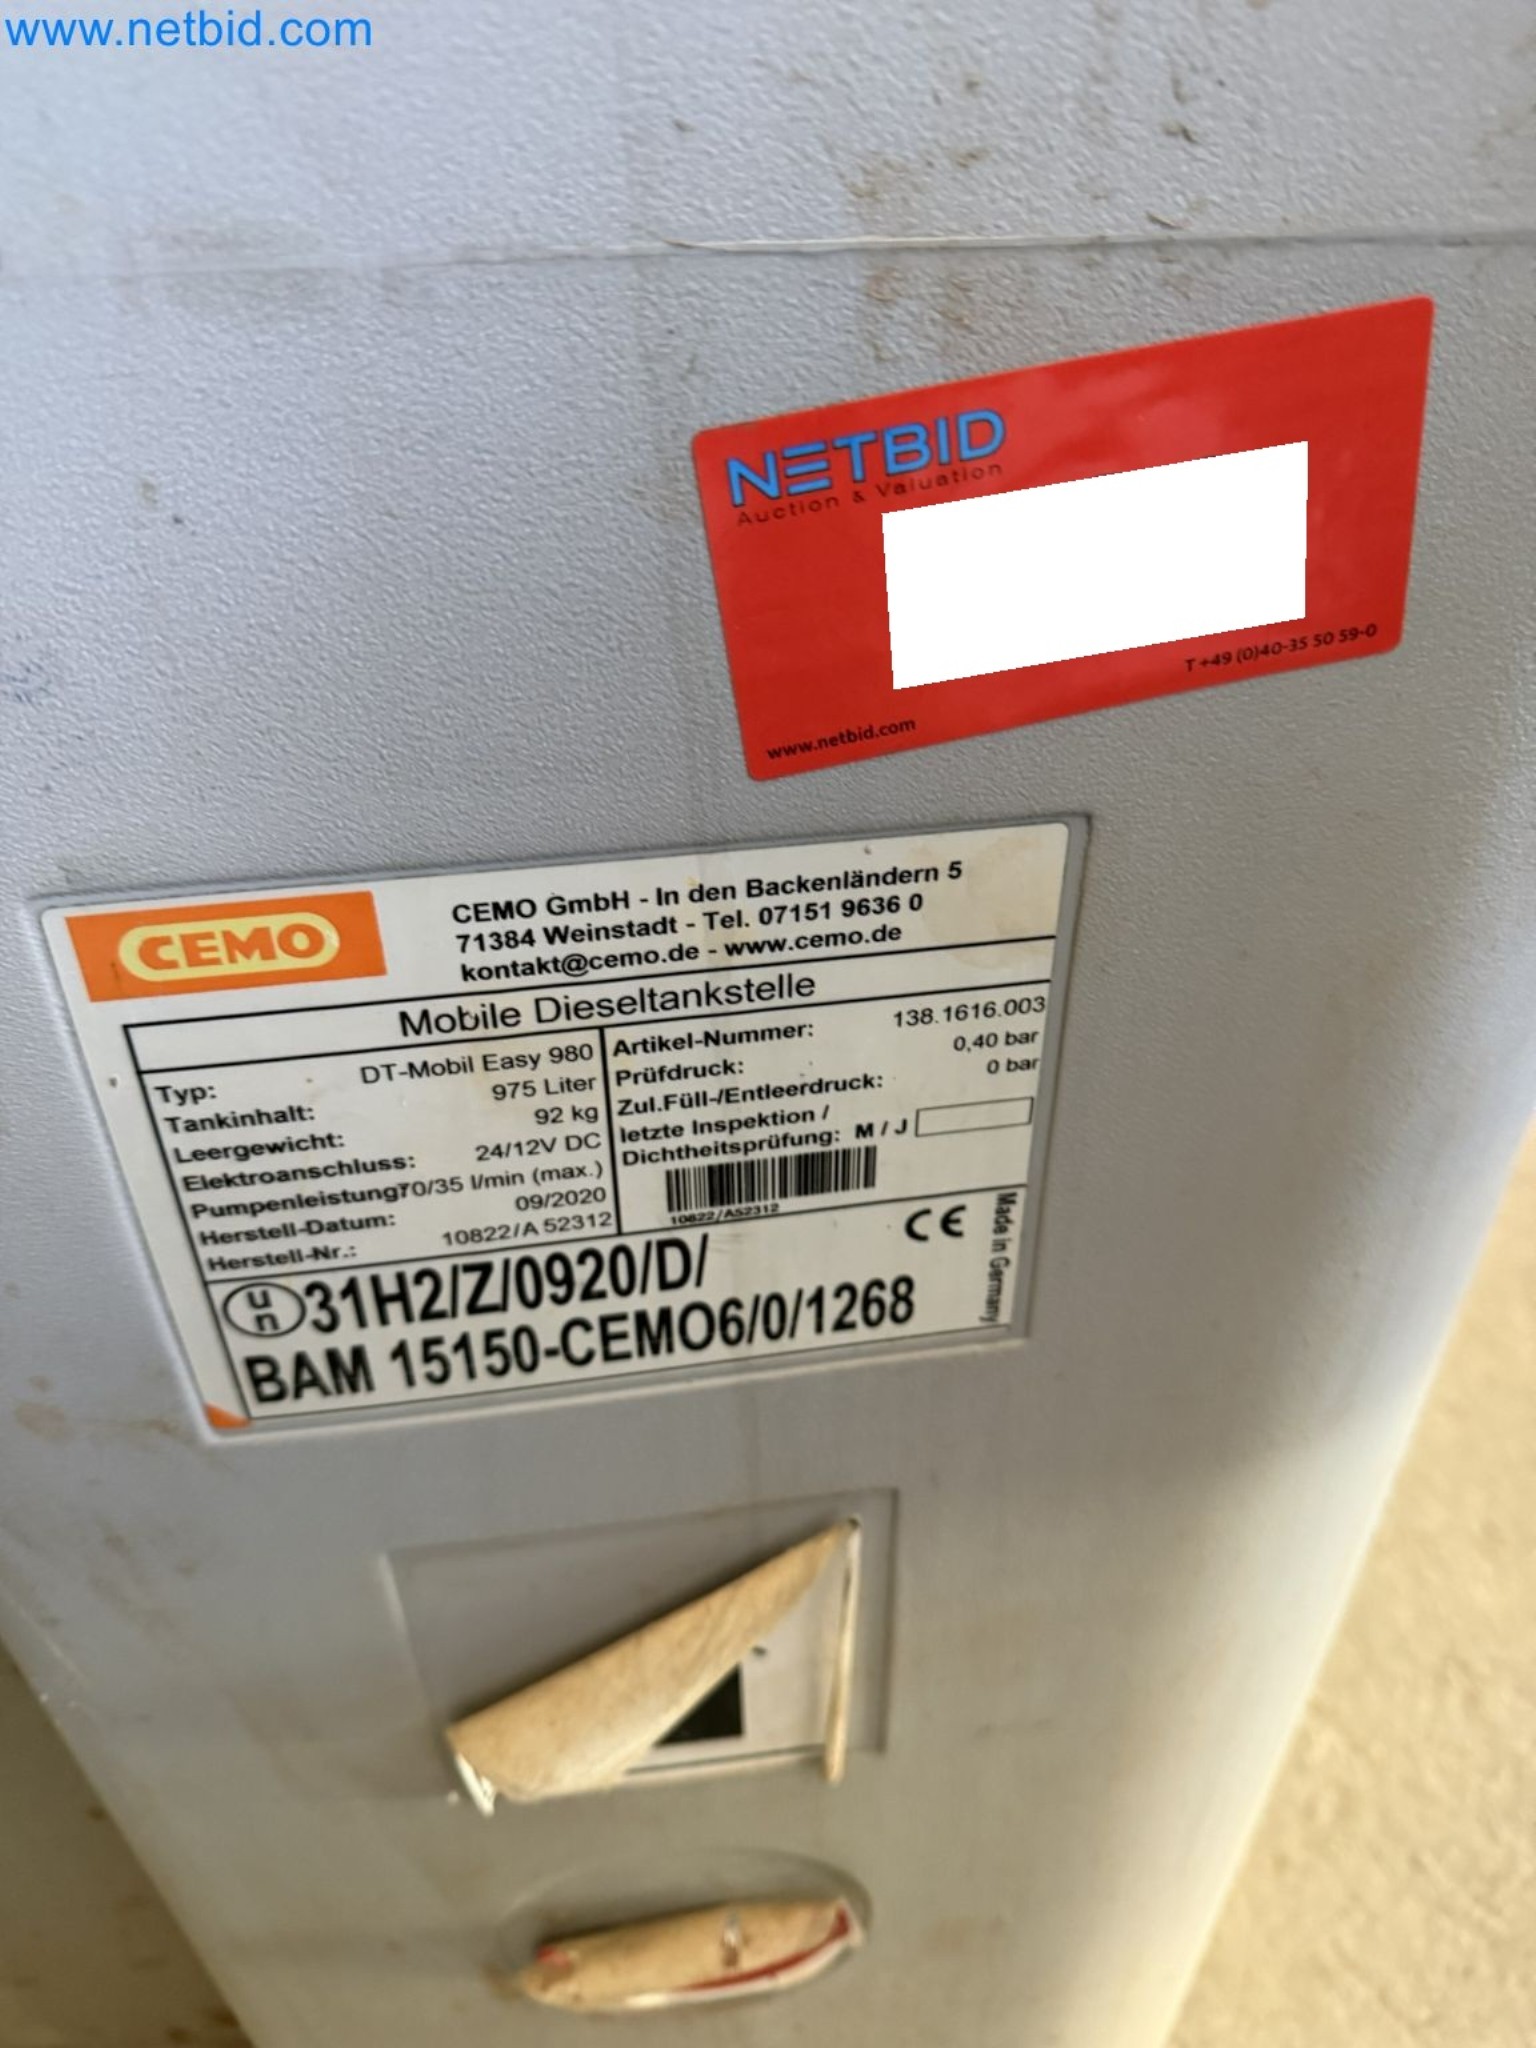 www.netbid.com
NETBID
Auction & Valuation
T +49 (0)40-35 50 59-0
www.netbid.com
CEMO
CEMO GmbH - In den Backenländern 5
71384 Weinstadt - Tel. 07151 9636 0
kontakt@cemo.de - www.cemo.de
Mobile Dieseltankstelle
Typ: DT-Mobil Easy 980
Tankinhalt: 975 Liter
Leergewicht: 92 kg
Elektroanschluss: 24/12V DC
Pumpenleistung: 70/35 l/min (max.)
Herstell-Datum: 09/2020
Herstell-Nr.: 10822/A 52312
Artikel-Nummer: 138.1616.003
Prüfdruck: 0,40 bar
Zul.Füll-/Entleerdruck: 0 bar
letzte Inspektion /
Dichtheitsprüfung: M / J
10822/A52312
CE
Made in Germany
un 31H2/Z/0920/D/
BAM 15150-CEMO6/0/1268